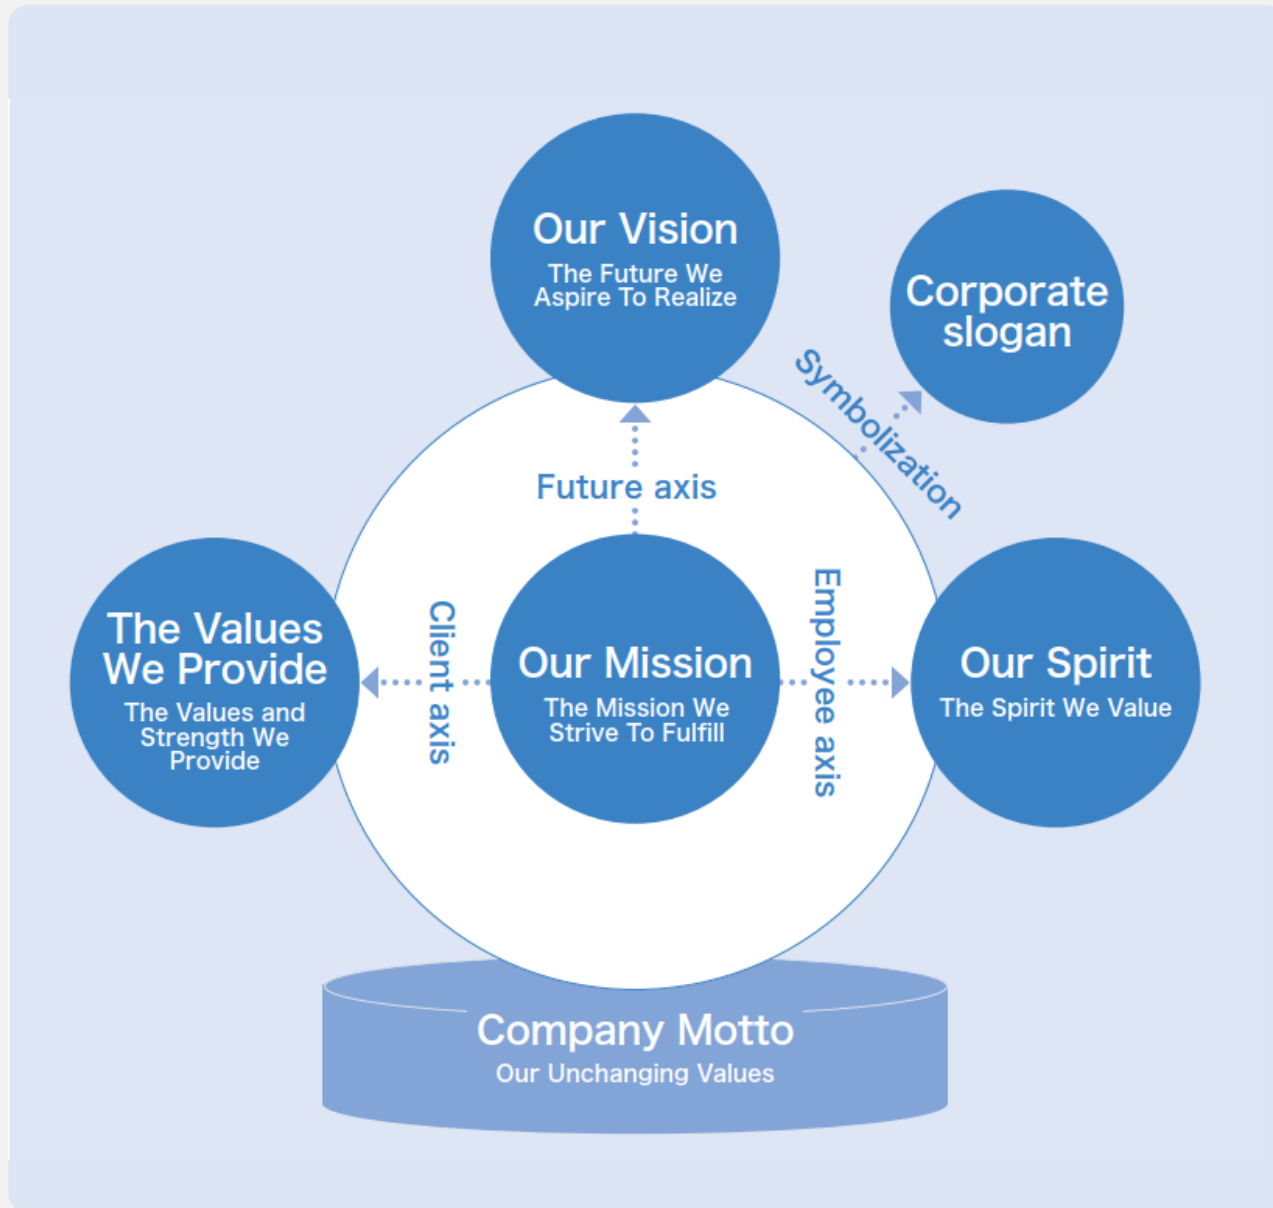 Our Vision
The Future We
Aspire To Realize
Corporate
slogan
Symbolization
Future axis
The Values
We Provide
The Values and
Strength We
Provide
Client axis
Our Mission
The Mission We
Strive To Fulfill
Employee axis
Our Spirit
The Spirit We Value
Company Motto
Our Unchanging Values